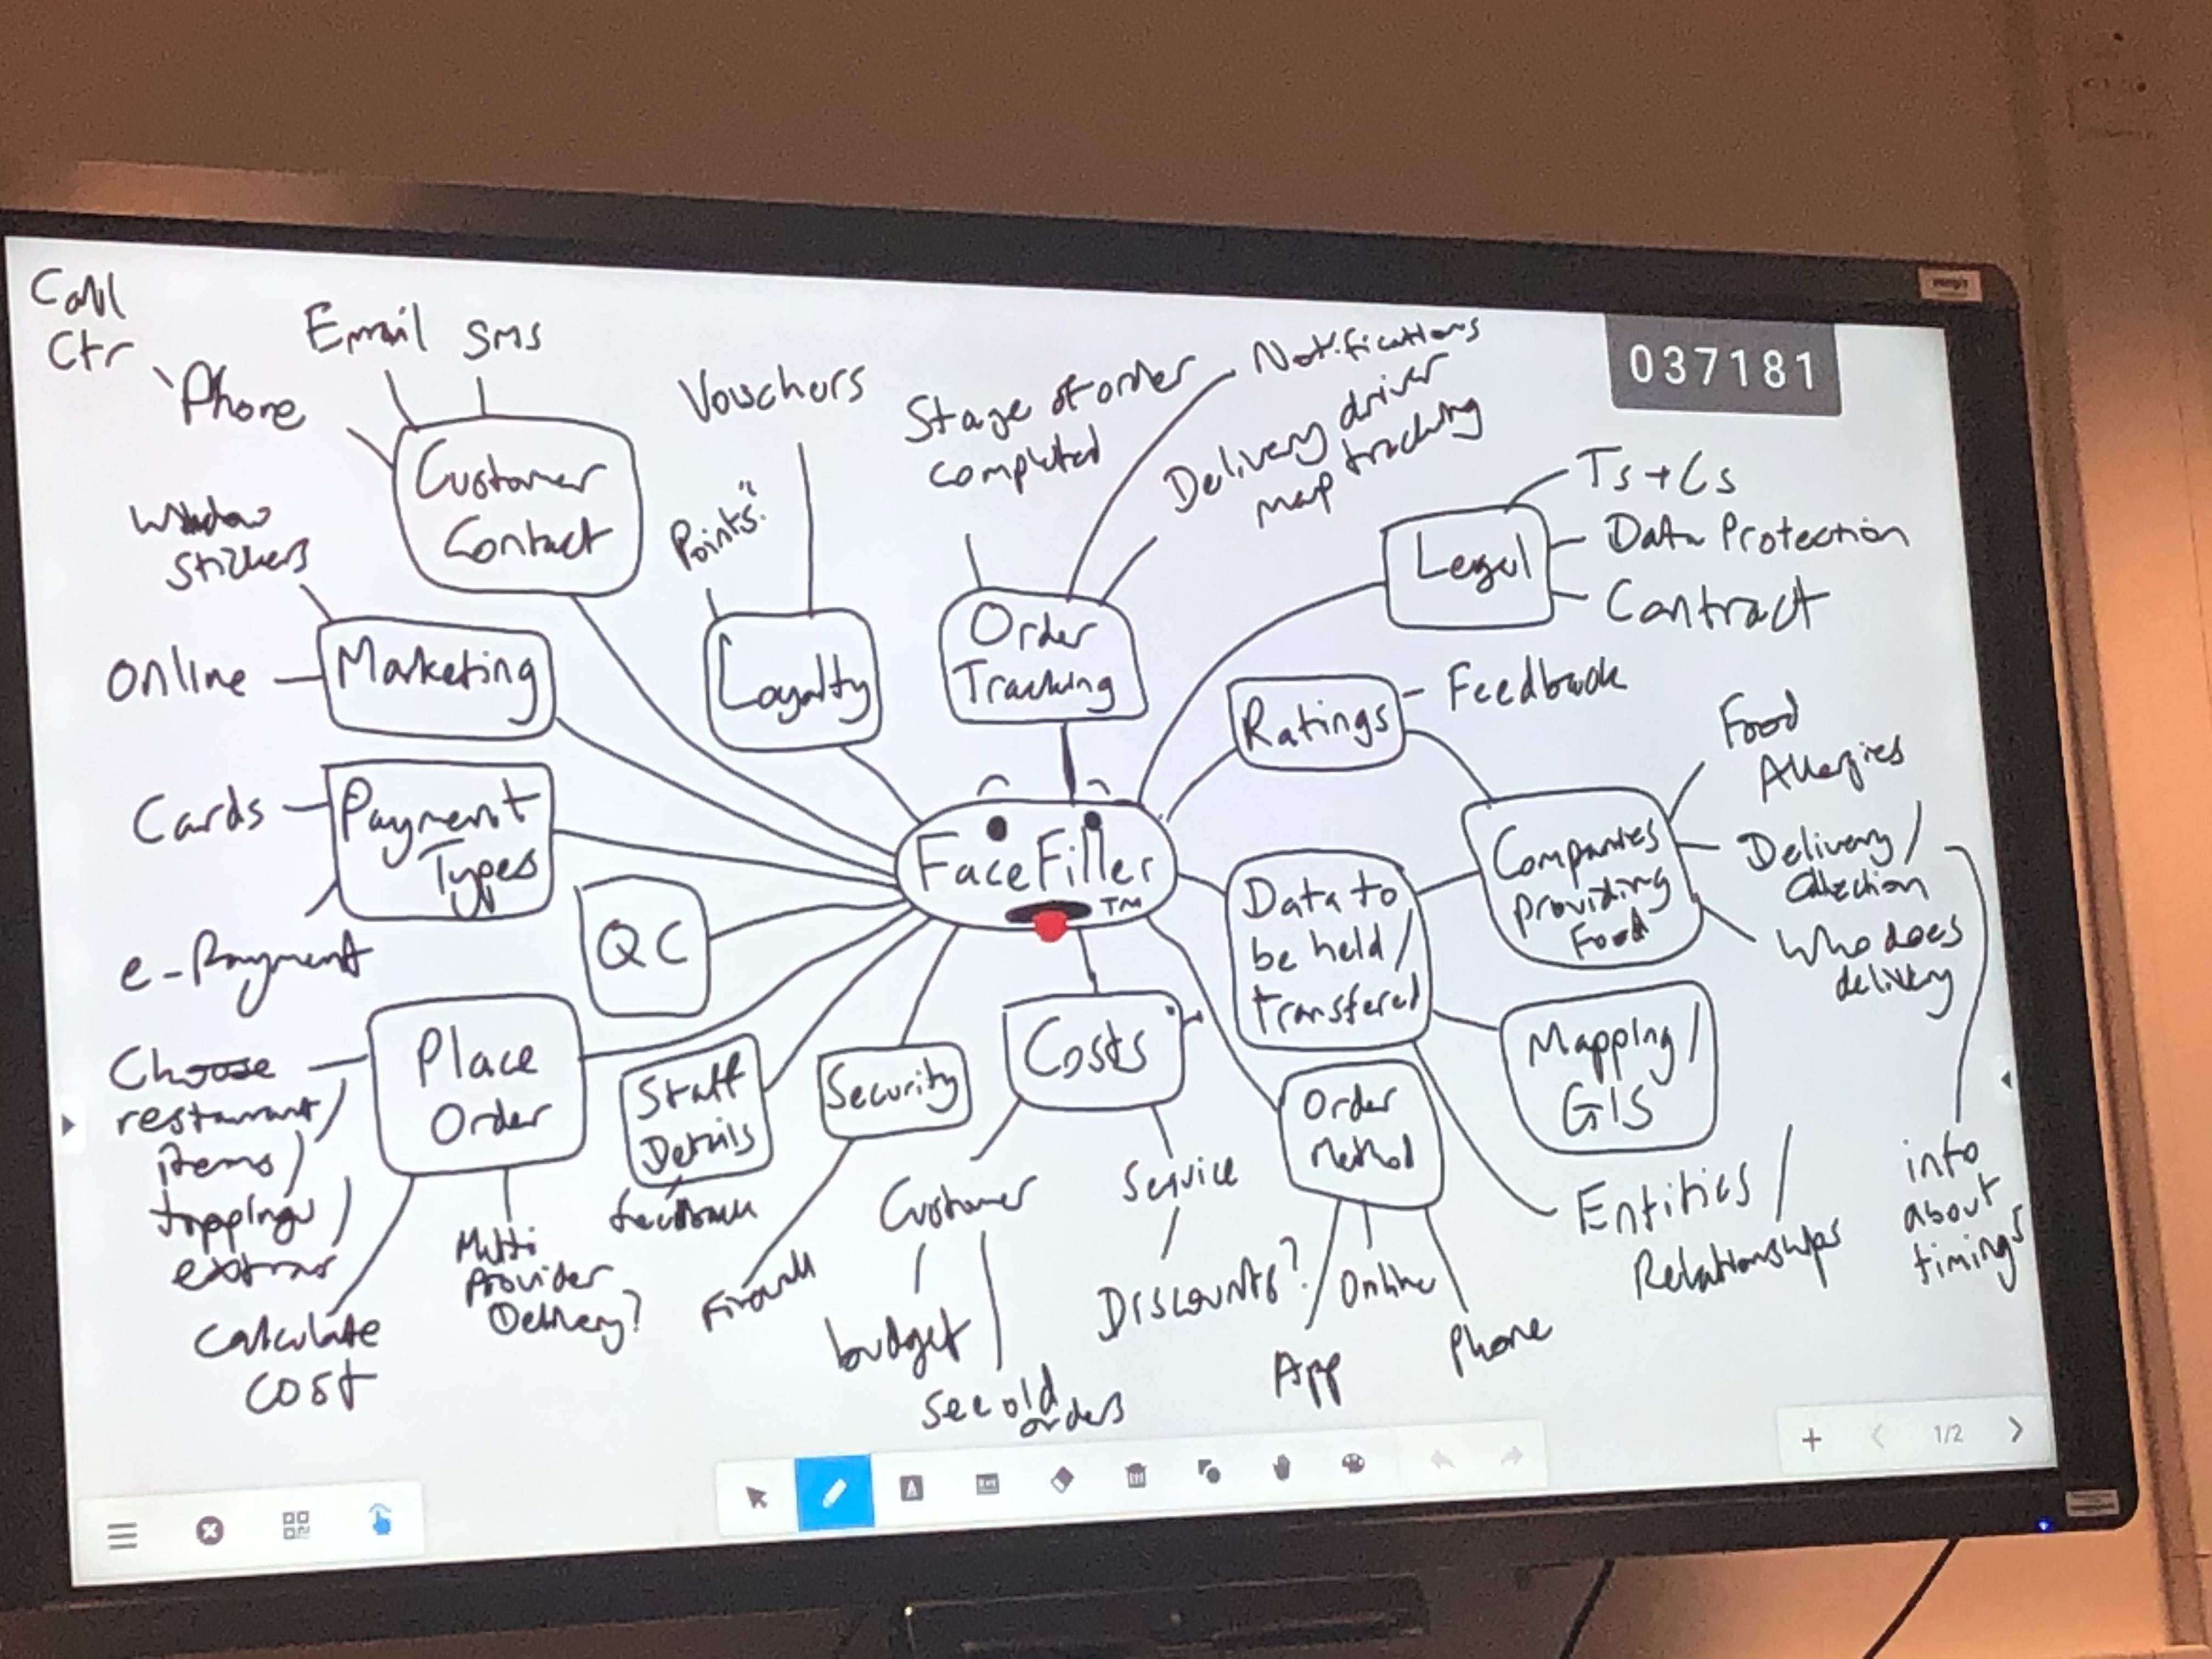 Call
Ctr
Phone
Email
SMS
Customer
Contact
Vouchers
Points
Loyalty
Stage of order
completed
Notifications
Delivery driver
map tracking
Order
Tracking
037181
Legal
Ts + Cs
Data Protection
Contract
Window
Stickers
Online
Marketing
Ratings
Feedback
Cards
Payment
Types
e-Payment
FaceFiller
TM
QC
Data to
be held/
transfered
Companies
Providing
Food
Food
Allergies
Delivery/
Collection
Who does
delivery
info
about
timings
Mapping/
GIS
Entities/
Relationships
Place
Order
Choose
restaurant/
items/
toppings/
extras
Calculate
cost
Multi
Provider
Delivery?
Staff
Details
feedback
Security
Firewall
Costs
Customer
budget
see old
orders
Service
Discounts?
Order
Method
App
Online
Phone
1/2